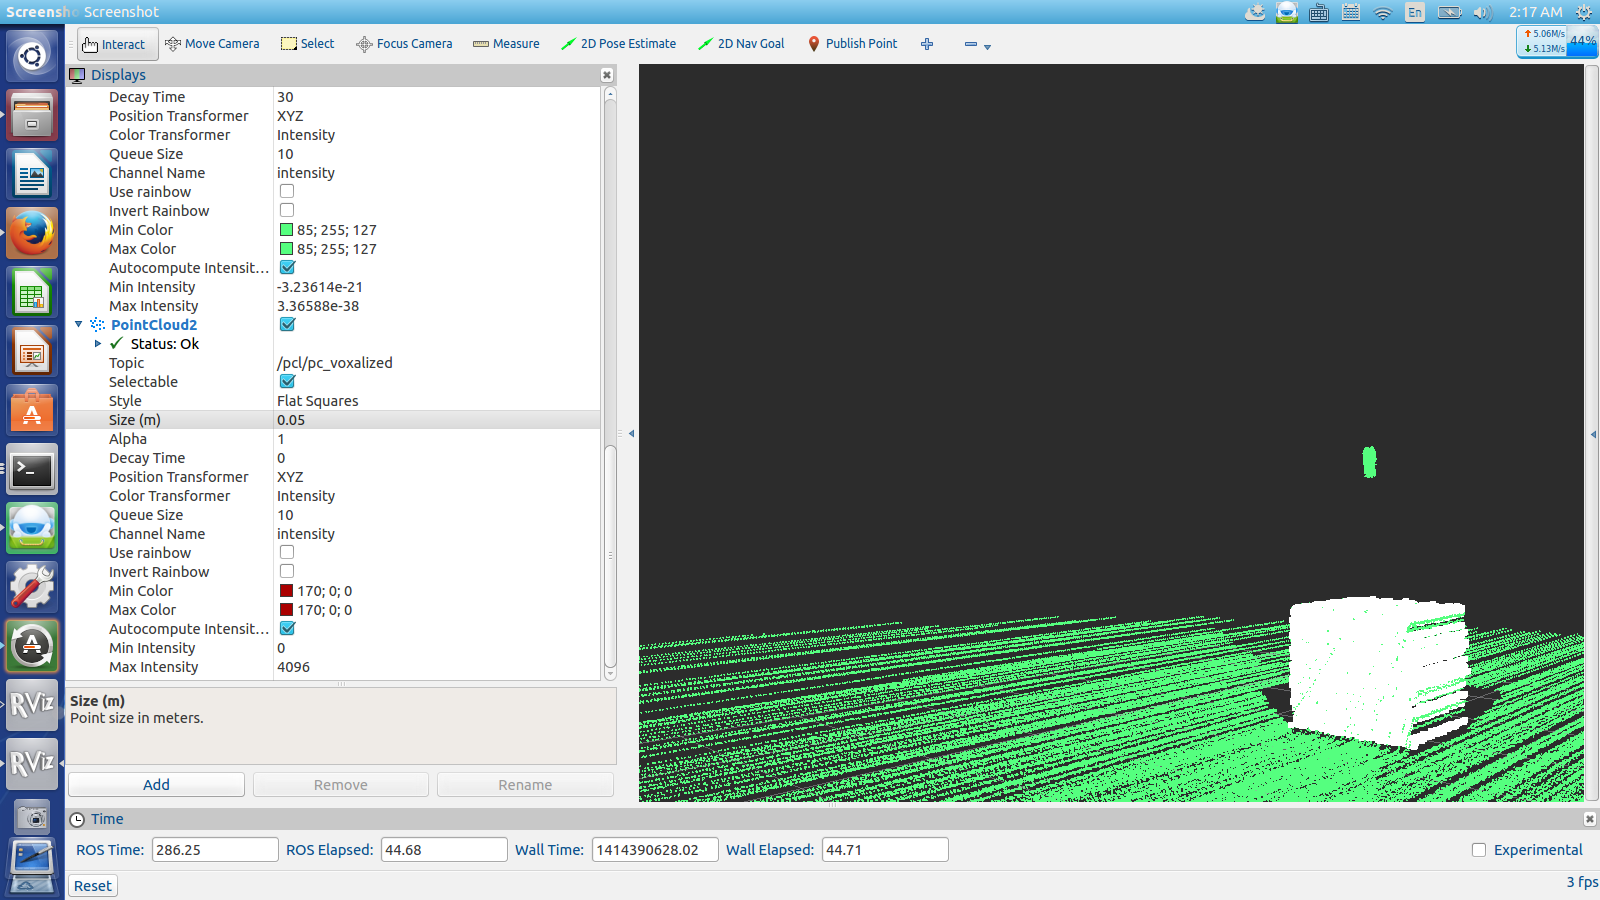 Screenshot Screenshot
En
2:17 AM
Interact
Move Camera
Select
Focus Camera
Measure
2D Pose Estimate
2D Nav Goal
Publish Point
5.06M/s
5.13M/s
44%
Displays
Decay Time 30
Position Transformer XYZ
Color Transformer Intensity
Queue Size 10
Channel Name intensity
Use rainbow
Invert Rainbow
Min Color 85; 255; 127
Max Color 85; 255; 127
Autocompute Intensit...
Min Intensity -3.23614e-21
Max Intensity 3.36588e-38
PointCloud2
Status: Ok
Topic /pcl/pc_voxalized
Selectable
Style Flat Squares
Size (m) 0.05
Alpha 1
Decay Time 0
Position Transformer XYZ
Color Transformer Intensity
Queue Size 10
Channel Name intensity
Use rainbow
Invert Rainbow
Min Color 170; 0; 0
Max Color 170; 0; 0
Autocompute Intensit...
Min Intensity 0
Max Intensity 4096
Size (m)
Point size in meters.
RViz
RViz
Add Remove Rename
Time
ROS Time: 286.25 ROS Elapsed: 44.68 Wall Time: 1414390628.02 Wall Elapsed: 44.71 Experimental
Reset
3 fps